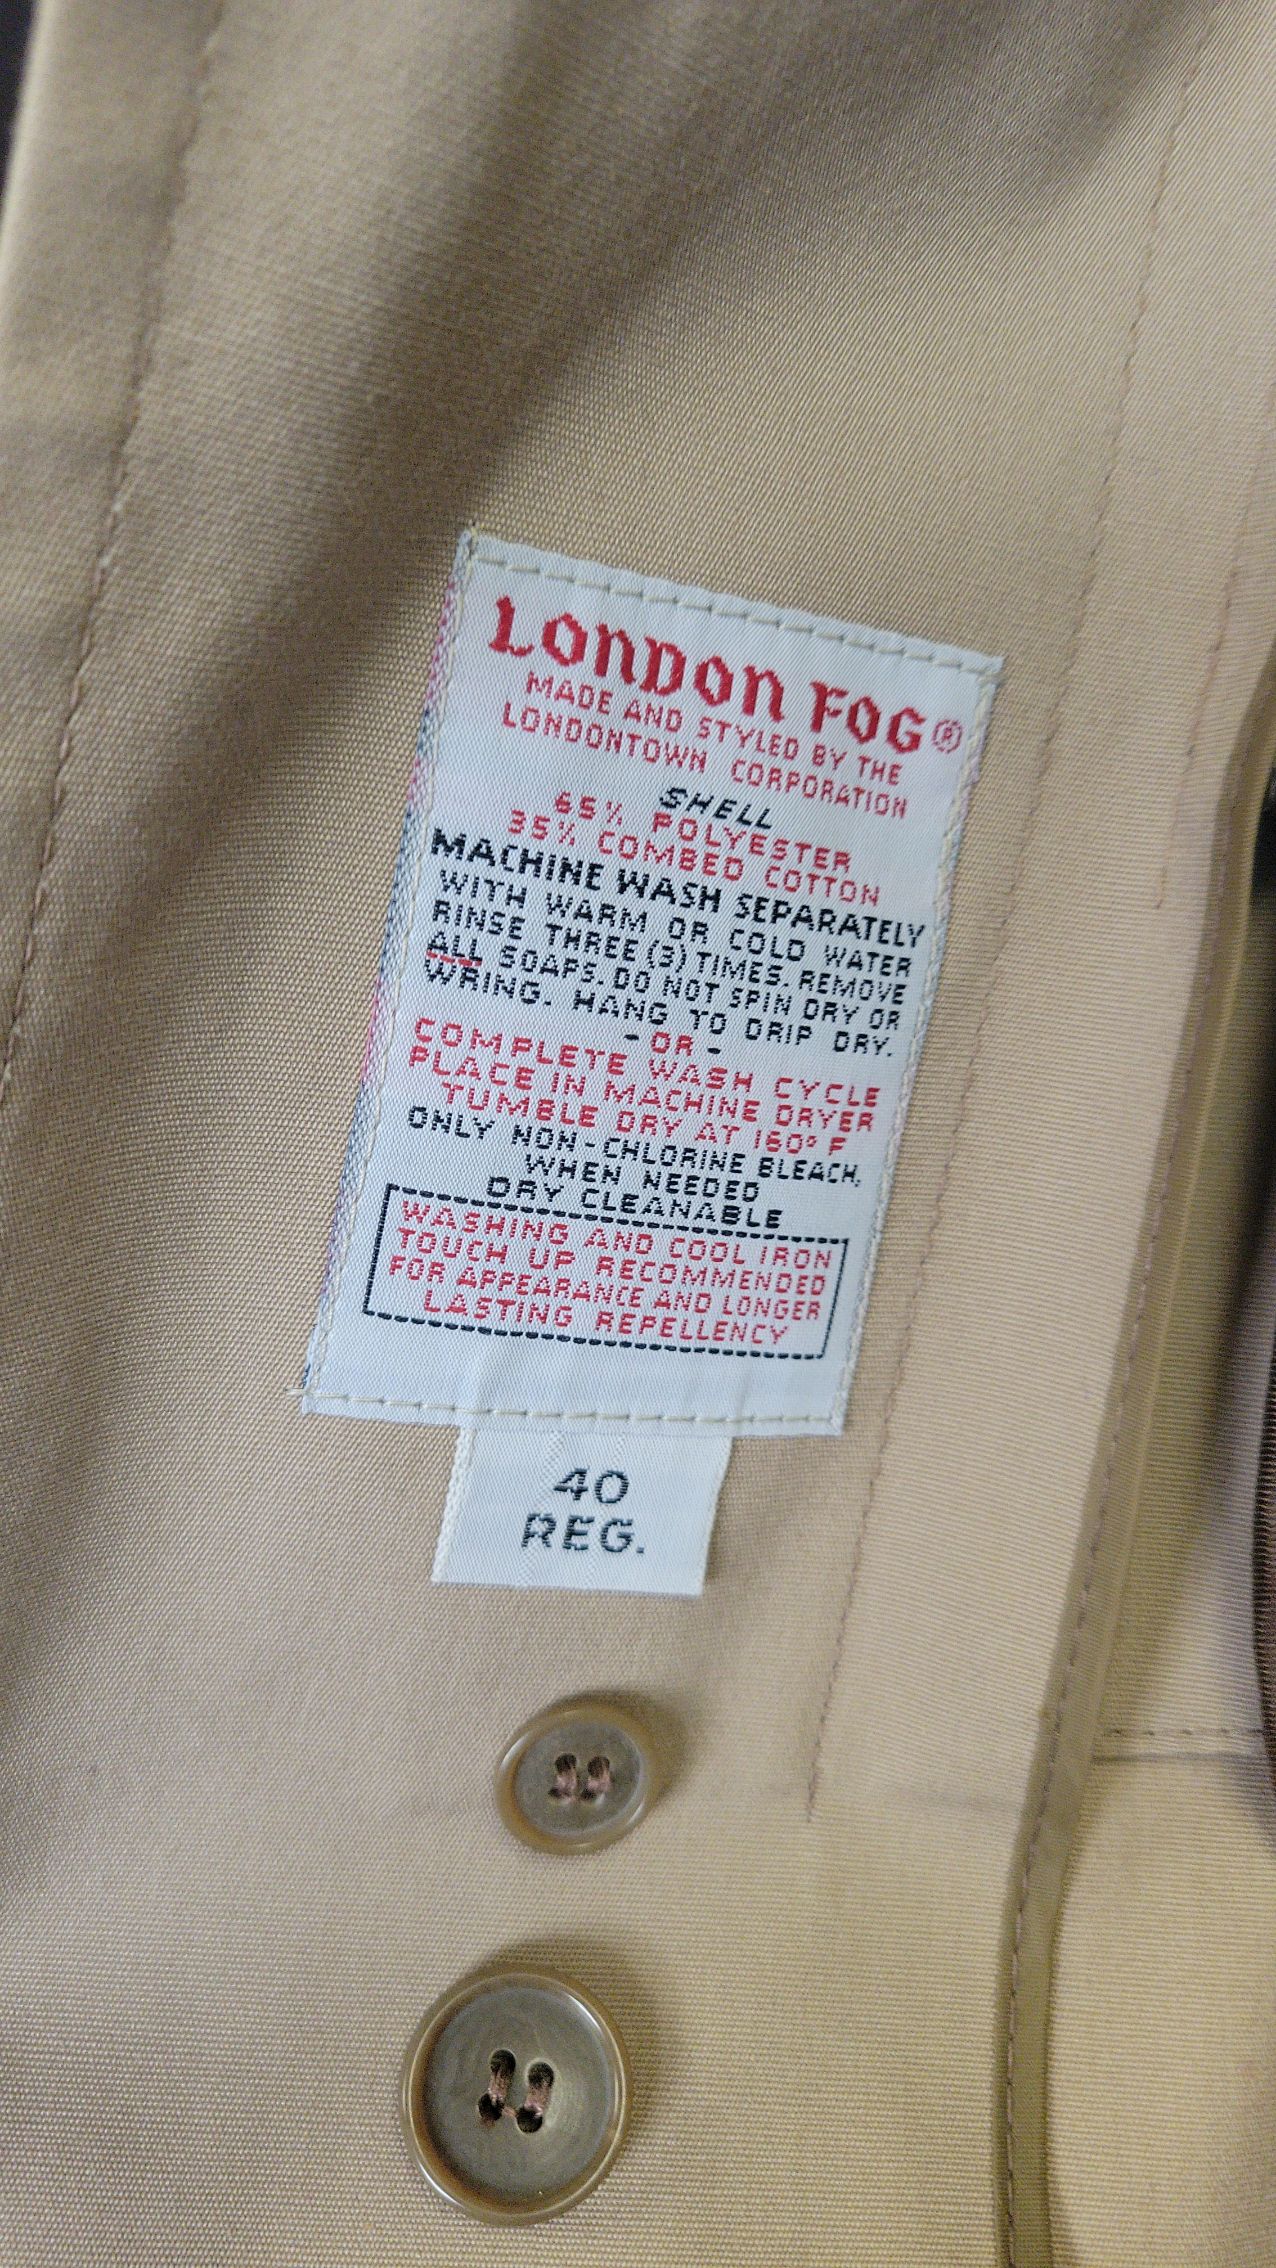 LONDON FOG®
MADE AND STYLED BY THE
LONDONTOWN CORPORATION
SHELL
65% POLYESTER
35% COMBED COTTON
MACHINE WASH SEPARATELY
WITH WARM OR COLD WATER
RINSE THREE (3) TIMES. REMOVE
ALL SOAPS. DO NOT SPIN DRY OR
WRING. HANG TO DRIP DRY.
- OR -
COMPLETE WASH CYCLE
PLACE IN MACHINE DRYER
TUMBLE DRY AT 160° F
ONLY NON-CHLORINE BLEACH,
WHEN NEEDED
DRY CLEANABLE
WASHING AND COOL IRON
TOUCH UP RECOMMENDED
FOR APPEARANCE AND LONGER
LASTING REPELLENCY
40
REG.